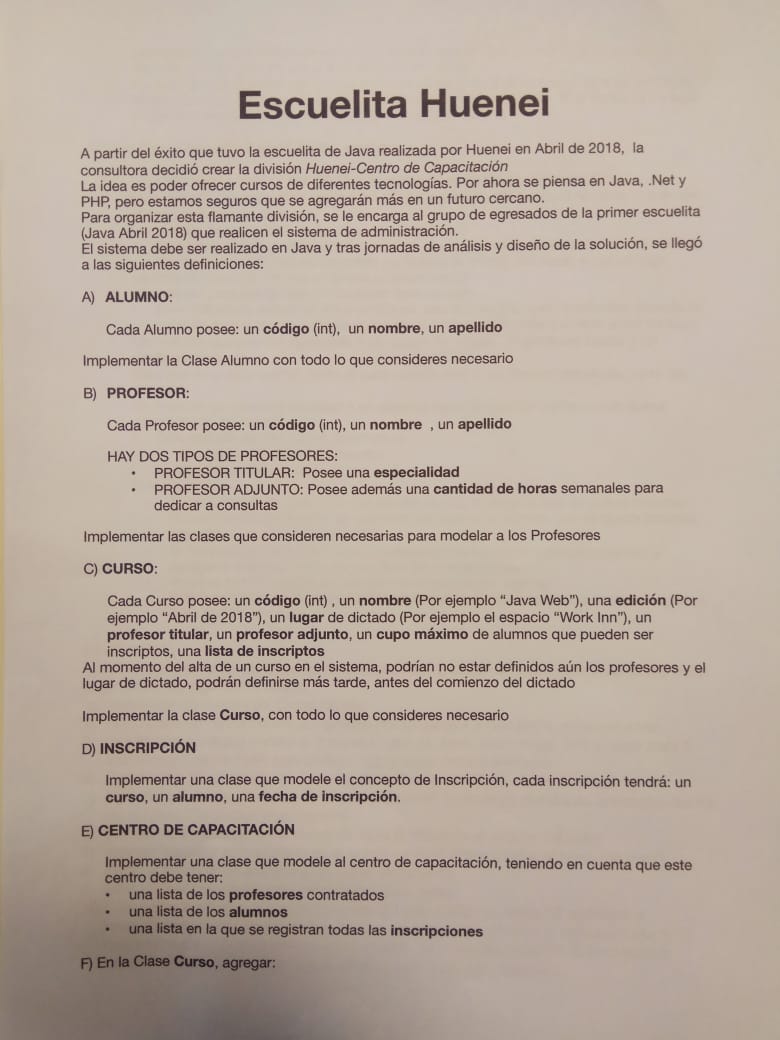 Escuelita Huenei
A partir del éxito que tuvo la escuelita de Java realizada por Huenei en Abril de 2018, la
consultora decidió crear la división Huenei-Centro de Capacitación
La idea es poder ofrecer cursos de diferentes tecnologías. Por ahora se piensa en Java, .Net y
PHP, pero estamos seguros que se agregarán más en un futuro cercano.
Para organizar esta flamante división, se le encarga al grupo de egresados de la primer escuelita
(Java Abril 2018) que realicen el sistema de administración.
El sistema debe ser realizado en Java y tras jornadas de análisis y diseño de la solución, se llegó
a las siguientes definiciones:
A) ALUMNO:
Cada Alumno posee: un código (int), un nombre, un apellido
Implementar la Clase Alumno con todo lo que consideres necesario
B) PROFESOR:
Cada Profesor posee: un código (int), un nombre , un apellido
HAY DOS TIPOS DE PROFESORES:
• PROFESOR TITULAR: Posee una especialidad
• PROFESOR ADJUNTO: Posee además una cantidad de horas semanales para
dedicar a consultas
Implementar las clases que consideren necesarias para modelar a los Profesores
C) CURSO:
Cada Curso posee: un código (int) , un nombre (Por ejemplo “Java Web”), una edición (Por
ejemplo “Abril de 2018”), un lugar de dictado (Por ejemplo el espacio “Work Inn”), un
profesor titular, un profesor adjunto, un cupo máximo de alumnos que pueden ser
inscriptos, una lista de inscriptos
Al momento del alta de un curso en el sistema, podrían no estar definidos aún los profesores y el
lugar de dictado, podrán definirse más tarde, antes del comienzo del dictado
Implementar la clase Curso, con todo lo que consideres necesario
D) INSCRIPCIÓN
Implementar una clase que modele el concepto de Inscripción, cada inscripción tendrá: un
curso, un alumno, una fecha de inscripción.
E) CENTRO DE CAPACITACIÓN
Implementar una clase que modele al centro de capacitación, teniendo en cuenta que este
centro debe tener:
• una lista de los profesores contratados
• una lista de los alumnos
• una lista en la que se registran todas las inscripciones
F) En la Clase Curso, agregar: